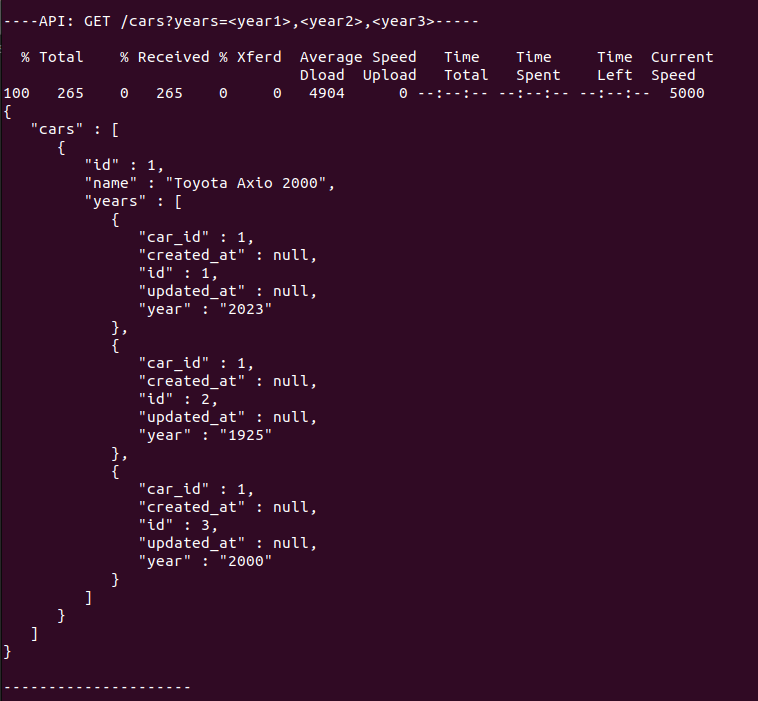 ----API: GET /cars?years=<year1>,<year2>,<year3>-----
  % Total    % Received % Xferd  Average Speed   Time    Time     Time  Current
                                 Dload  Upload   Total   Spent    Left  Speed
100   265    0   265    0     0   4904      0 --:--:-- --:--:-- --:--:--  5000
{
   "cars" : [
      {
         "id" : 1,
         "name" : "Toyota Axio 2000",
         "years" : [
            {
               "car_id" : 1,
               "created_at" : null,
               "id" : 1,
               "updated_at" : null,
               "year" : "2023"
            },
            {
               "car_id" : 1,
               "created_at" : null,
               "id" : 2,
               "updated_at" : null,
               "year" : "1925"
            },
            {
               "car_id" : 1,
               "created_at" : null,
               "id" : 3,
               "updated_at" : null,
               "year" : "2000"
            }
         ]
      }
   ]
}
---------------------